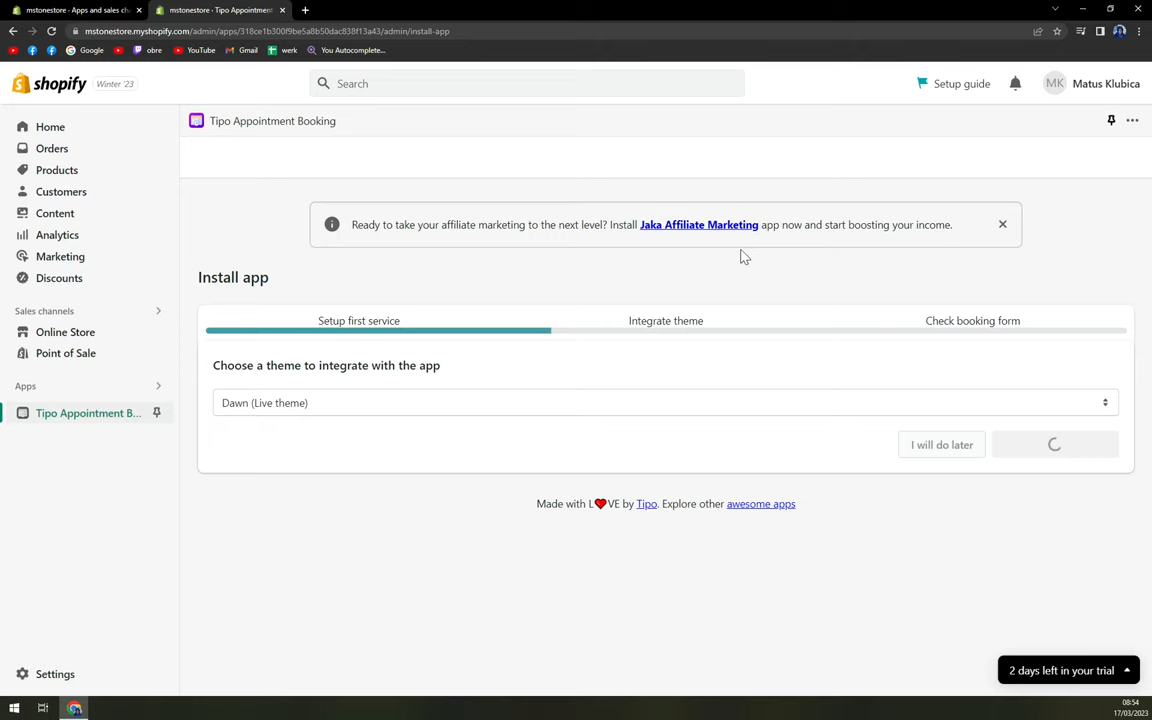 mstonestore - Apps and sales ch
mstonestore - Tipo Appointment
mstonestore.myshopify.com/admin/apps/318ce1b300f9be5a8b50dac838f13a43/admin/install-app
Google
obre
YouTube
Gmail
werk
You Autocomplete...
shopify
Winter '23
Search
Setup guide
MK
Matus Klubica
Home
Orders
Products
Customers
Content
Analytics
Marketing
Discounts
Sales channels
Online Store
Point of Sale
Apps
Tipo Appointment B...
Settings
Tipo Appointment Booking
Ready to take your affiliate marketing to the next level? Install Jaka Affiliate Marketing app now and start boosting your income.
Install app
Setup first service
Integrate theme
Check booking form
Choose a theme to integrate with the app
Dawn (Live theme)
I will do later
Made with L❤VE by Tipo. Explore other awesome apps
2 days left in your trial
08:54
17/03/2023